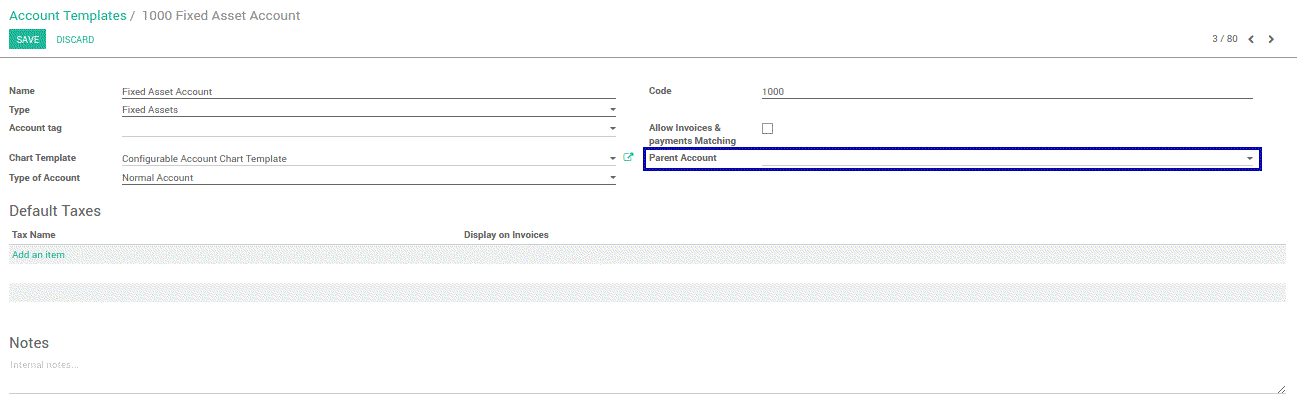 Account Templates / 1000 Fixed Asset Account
SAVE DISCARD 3 / 80
Name Fixed Asset Account Code 1000
Type Fixed Assets
Account tag Allow Invoices &
payments Matching
Chart Template Configurable Account Chart Template Parent Account
Type of Account Normal Account
Default Taxes
Tax Name Display on Invoices
Add an item
Notes
Internal notes...